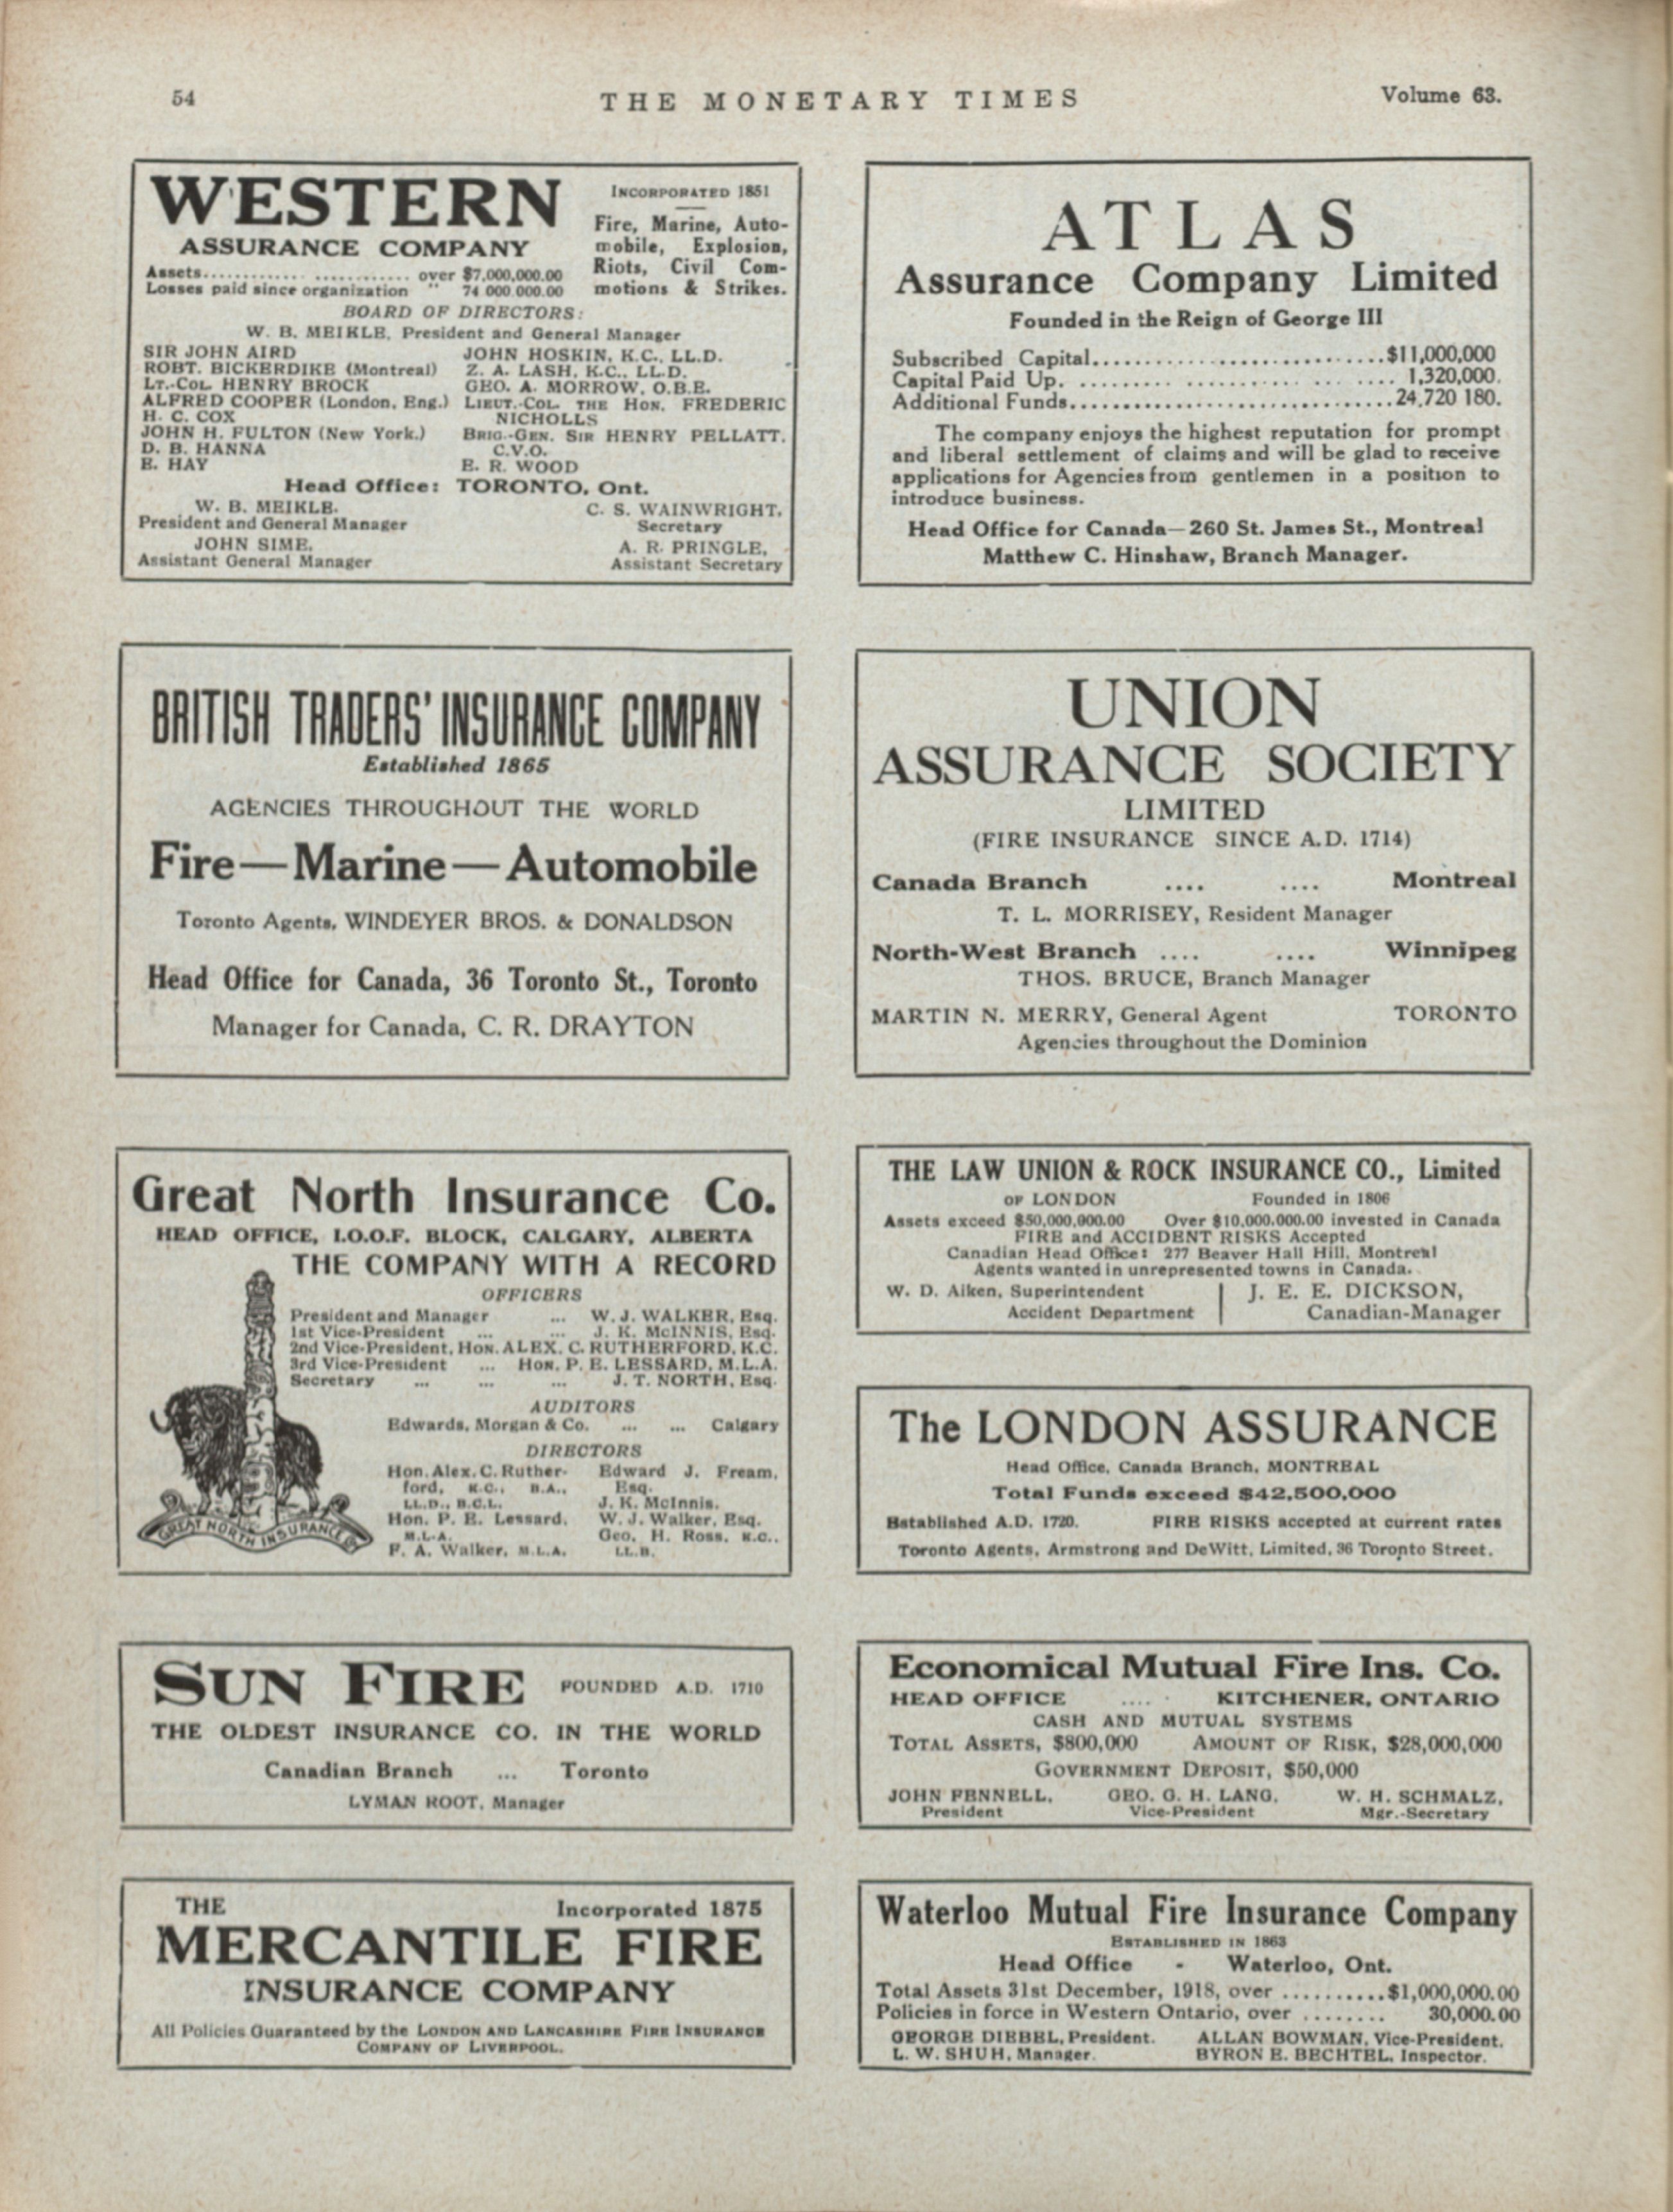 54
THE MONETARY TIMES
Volume 63.
WESTERN
ASSURANCE COMPANY
INCORPORATED 1851
Fire, Marine, Auto-
mobile, Explosion,
Riots, Civil Com-
motions & Strikes.
Assets............ ............ over $7,000,000.00
Losses paid since organization " 74 000.000.00
BOARD OF DIRECTORS:
W. B. MEIKLE, President and General Manager
SIR JOHN AIRD
ROBT. BICKERDIKE (Montreal)
LT.-COL. HENRY BROCK
ALFRED COOPER (London, Eng.)
H. C. COX
JOHN H. FULTON (New York.)
D. B. HANNA
E. HAY
JOHN HOSKIN, K.C., LL.D.
Z. A. LASH, K.C., LL.D.
GEO. A. MORROW, O.B.E.
LIEUT.-COL. THE HON. FREDERIC
NICHOLLS
BRIG.-GEN. SIR HENRY PELLATT,
C.V.O.
E. R. WOOD
Head Office: TORONTO, Ont.
W. B. MEIKLE,
President and General Manager
JOHN SIME,
Assistant General Manager
C. S. WAINWRIGHT,
Secretary
A. R. PRINGLE,
Assistant Secretary
BRITISH TRADERS' INSURANCE COMPANY
Established 1865
AGENCIES THROUGHOUT THE WORLD
Fire—Marine—Automobile
Toronto Agents, WINDEYER BROS. & DONALDSON
Head Office for Canada, 36 Toronto St., Toronto
Manager for Canada, C. R. DRAYTON
Great North Insurance Co.
HEAD OFFICE, I.O.O.F. BLOCK, CALGARY, ALBERTA
THE COMPANY WITH A RECORD
OFFICERS
President and Manager ... W. J. WALKER, Esq.
1st Vice-President ... ... J. K. McINNIS, Esq.
2nd Vice-President, HON. ALEX. C. RUTHERFORD, K.C.
3rd Vice-President ... HON. P. E. LESSARD, M.L.A.
Secretary ... ... ... J. T. NORTH, Esq.
AUDITORS
Edwards, Morgan & Co. ... ... Calgary
DIRECTORS
Hon. Alex. C. Ruther-
ford, K.C., B.A.,
LL.D., B.C.L.
Hon. P. E. Lessard,
M.L.A.
F. A. Walker, M.L.A.
Edward J. Fream,
Esq.
J. K. McInnis.
W. J. Walker, Esq.
Geo. H. Ross, K.C.,
LL.B.
GREAT NORTH INSURANCE Co
SUN FIRE
FOUNDED A.D. 1710
THE OLDEST INSURANCE CO. IN THE WORLD
Canadian Branch ... Toronto
LYMAN ROOT, Manager
THE
Incorporated 1875
MERCANTILE FIRE
INSURANCE COMPANY
All Policies Guaranteed by the LONDON AND LANCASHIRE FIRE INSURANCE
COMPANY OF LIVERPOOL.
ATLAS
Assurance Company Limited
Founded in the Reign of George III
Subscribed Capital............................$11,000,000
Capital Paid Up. ........ ............ ... .... 1,320,000.
Additional Funds................................24,720 180.
The company enjoys the highest reputation for prompt
and liberal settlement of claims and will be glad to receive
applications for Agencies from gentlemen in a position to
introduce business.
Head Office for Canada—260 St. James St., Montreal
Matthew C. Hinshaw, Branch Manager.
UNION
ASSURANCE SOCIETY
LIMITED
(FIRE INSURANCE SINCE A.D. 1714)
Canada Branch .... .... Montreal
T. L. MORRISEY, Resident Manager
North-West Branch .... .... Winnipeg
THOS. BRUCE, Branch Manager
MARTIN N. MERRY, General Agent TORONTO
Agencies throughout the Dominion
THE LAW UNION & ROCK INSURANCE CO., Limited
OF LONDON Founded in 1806
Assets exceed $50,000,000.00 Over $10,000,000.00 invested in Canada
FIRE and ACCIDENT RISKS Accepted
Canadian Head Office: 277 Beaver Hall Hill, Montreal
Agents wanted in unrepresented towns in Canada.
W. D. Aiken, Superintendent
Accident Department
J. E. E. DICKSON,
Canadian-Manager
The LONDON ASSURANCE
Head Office, Canada Branch, MONTREAL
Total Funds exceed $42,500,000
Established A.D. 1720. FIRE RISKS accepted at current rates
Toronto Agents, Armstrong and DeWitt, Limited, 36 Toronto Street.
Economical Mutual Fire Ins. Co.
HEAD OFFICE .... KITCHENER, ONTARIO
CASH AND MUTUAL SYSTEMS
TOTAL ASSETS, $800,000 AMOUNT OF RISK, $28,000,000
GOVERNMENT DEPOSIT, $50,000
JOHN FENNELL, GEO. G. H. LANG, W. H. SCHMALZ,
President Vice-President Mgr.-Secretary
Waterloo Mutual Fire Insurance Company
ESTABLISHED IN 1863
Head Office - Waterloo, Ont.
Total Assets 31st December, 1918, over ..........$1,000,000.00
Policies in force in Western Ontario, over ........ 30,000.00
GEORGE DIEBEL, President. ALLAN BOWMAN, Vice-President.
L. W. SHUH, Manager. BYRON E. BECHTEL, Inspector.